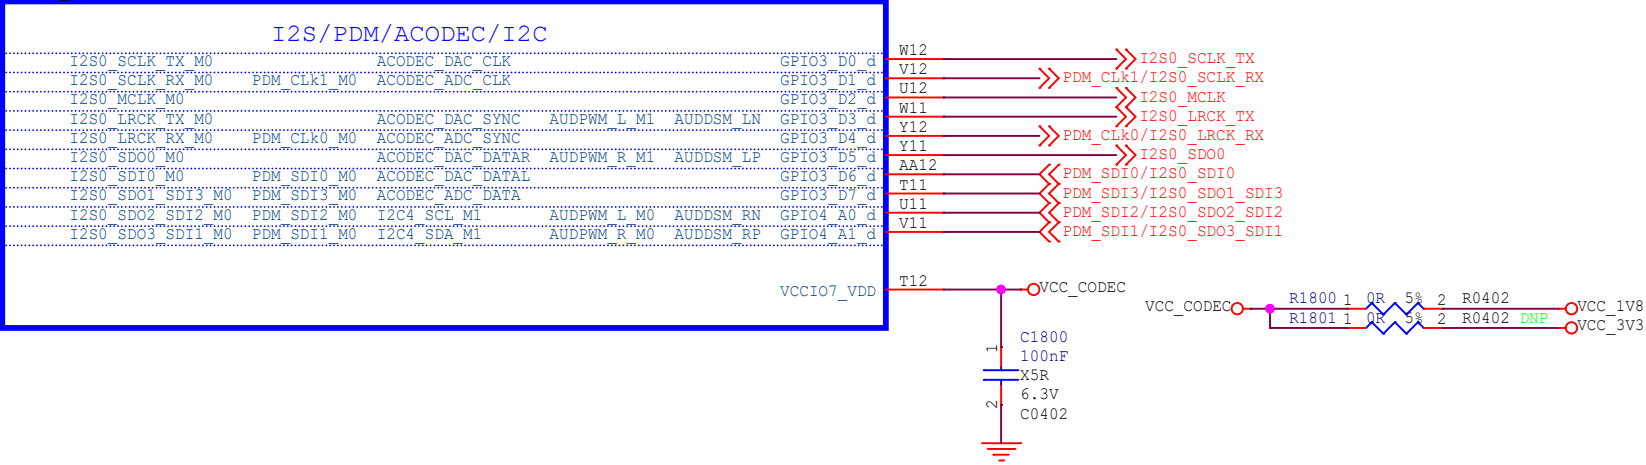 I2S/PDM/ACODEC/I2C
I2S0_SCLK_TX_M0 ACODEC_DAC_CLK GPIO3_D0_d W12 I2S0_SCLK_TX
I2S0_SCLK_RX_M0 PDM_CLk1_M0 ACODEC_ADC_CLK GPIO3_D1_d V12 PDM_CLk1/I2S0_SCLK_RX
I2S0_MCLK_M0 GPIO3_D2_d U12 I2S0_MCLK
I2S0_LRCK_TX_M0 ACODEC_DAC_SYNC AUDPWM_L_M1 AUDDSM_LN GPIO3_D3_d W11 I2S0_LRCK_TX
I2S0_LRCK_RX_M0 PDM_CLk0_M0 ACODEC_ADC_SYNC GPIO3_D4_d Y12 PDM_CLk0/I2S0_LRCK_RX
I2S0_SDO0_M0 ACODEC_DAC_DATAR AUDPWM_R_M1 AUDDSM_LP GPIO3_D5_d Y11 I2S0_SDO0
I2S0_SDI0_M0 PDM_SDI0_M0 ACODEC_DAC_DATAL GPIO3_D6_d AA12 PDM_SDI0/I2S0_SDI0
I2S0_SDO1_SDI3_M0 PDM_SDI3_M0 ACODEC_ADC_DATA GPIO3_D7_d T11 PDM_SDI3/I2S0_SDO1_SDI3
I2S0_SDO2_SDI2_M0 PDM_SDI2_M0 I2C4_SCL_M1 AUDPWM_L_M0 AUDDSM_RN GPIO4_A0_d U11 PDM_SDI2/I2S0_SDO2_SDI2
I2S0_SDO3_SDI1_M0 PDM_SDI1_M0 I2C4_SDA_M1 AUDPWM_R_M0 AUDDSM_RP GPIO4_A1_d V11 PDM_SDI1/I2S0_SDO3_SDI1
VCCIO7_VDD T12 VCC_CODEC
VCC_CODEC R1800 1 0R 5% 2 R0402 VCC_1V8
R1801 1 0R 5% 2 R0402 DNP VCC_3V3
1 C1800
100nF
X5R
6.3V
2 C0402